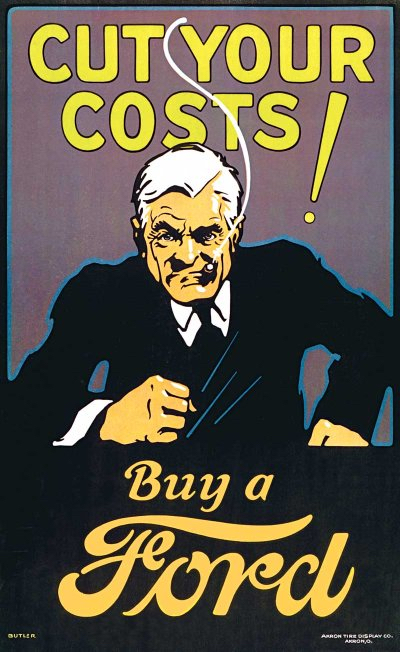 CUT YOUR
COSTS!
Buy a
Ford
BUTLER
AKRON TIRE DISPLAY CO.
AKRON, O.